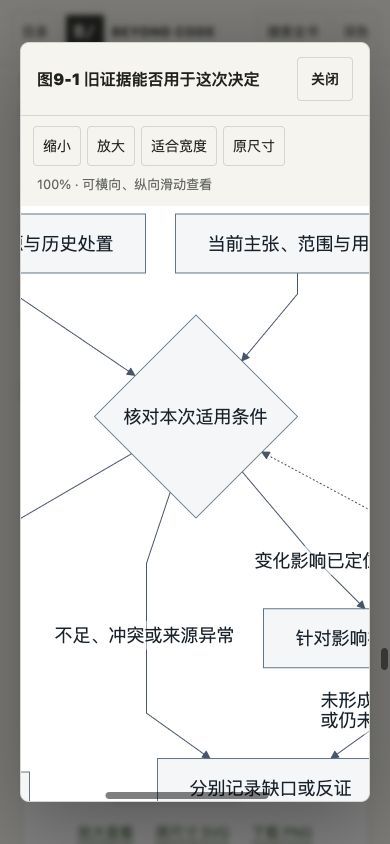 BEYOND CODE
图9-1 旧证据能否用于这次决定
关闭
缩小
放大
适合宽度
原尺寸
100% · 可横向、纵向滑动查看
与历史处置
当前主张、范围与用
核对本次适用条件
变化影响已定
不足、冲突或来源异常
针对影响
未形成
或仍未
分别记录缺口或反证